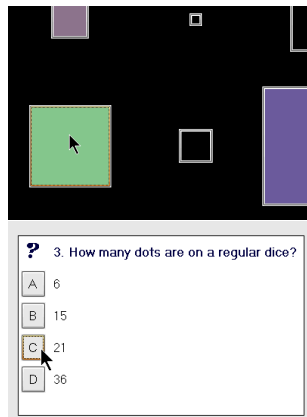 ? 3. How many dots are on a regular dice?
A 6
B 15
C 21
D 36